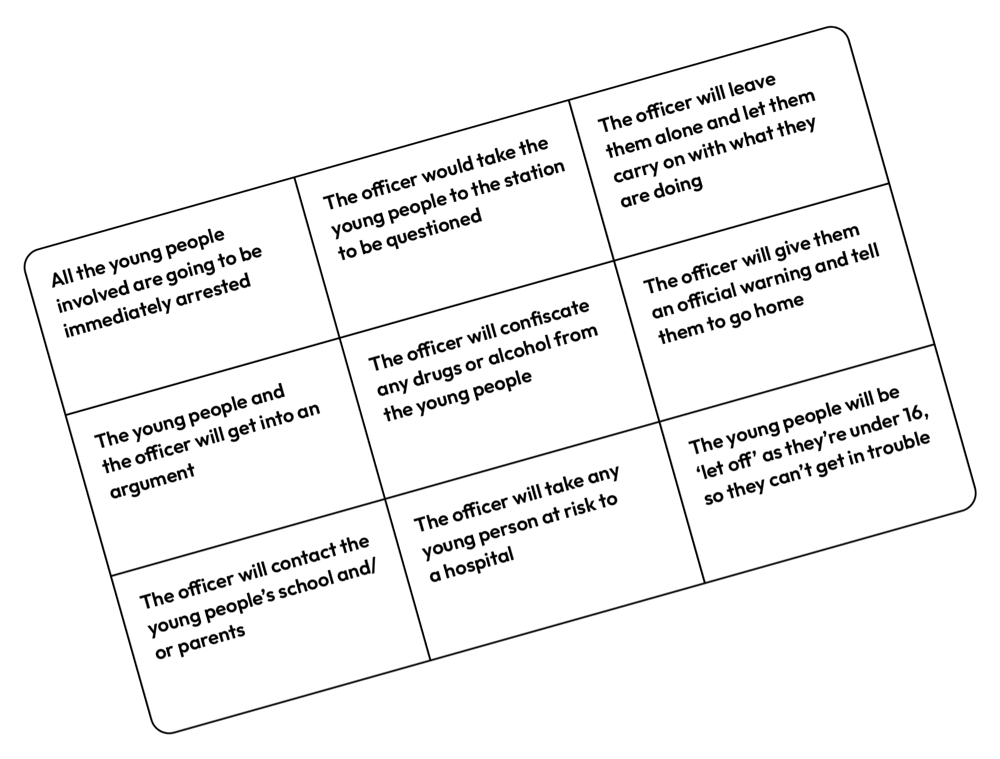 All the young people
involved are going to be
immediately arrested
The officer would take the
young people to the station
to be questioned
The officer will leave
them alone and let them
carry on with what they
are doing
The young people and
the officer will get into an
argument
The officer will confiscate
any drugs or alcohol from
the young people
The officer will give them
an official warning and tell
them to go home
The officer will contact the
young people’s school and/
or parents
The officer will take any
young person at risk to
a hospital
The young people will be
‘let off’ as they’re under 16,
so they can’t get in trouble